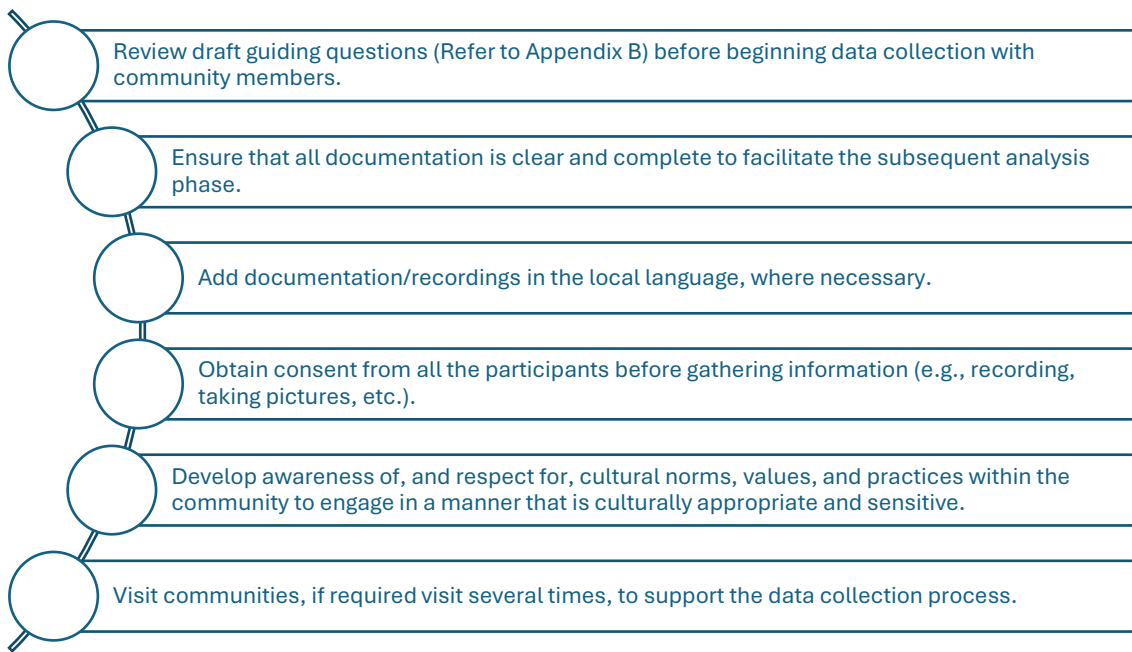 Review draft guiding questions (Refer to Appendix B) before beginning data collection with
community members.
Ensure that all documentation is clear and complete to facilitate the subsequent analysis
phase.
Add documentation/recordings in the local language, where necessary.
Obtain consent from all the participants before gathering information (e.g., recording,
taking pictures, etc.).
Develop awareness of, and respect for, cultural norms, values, and practices within the
community to engage in a manner that is culturally appropriate and sensitive.
Visit communities, if required visit several times, to support the data collection process.